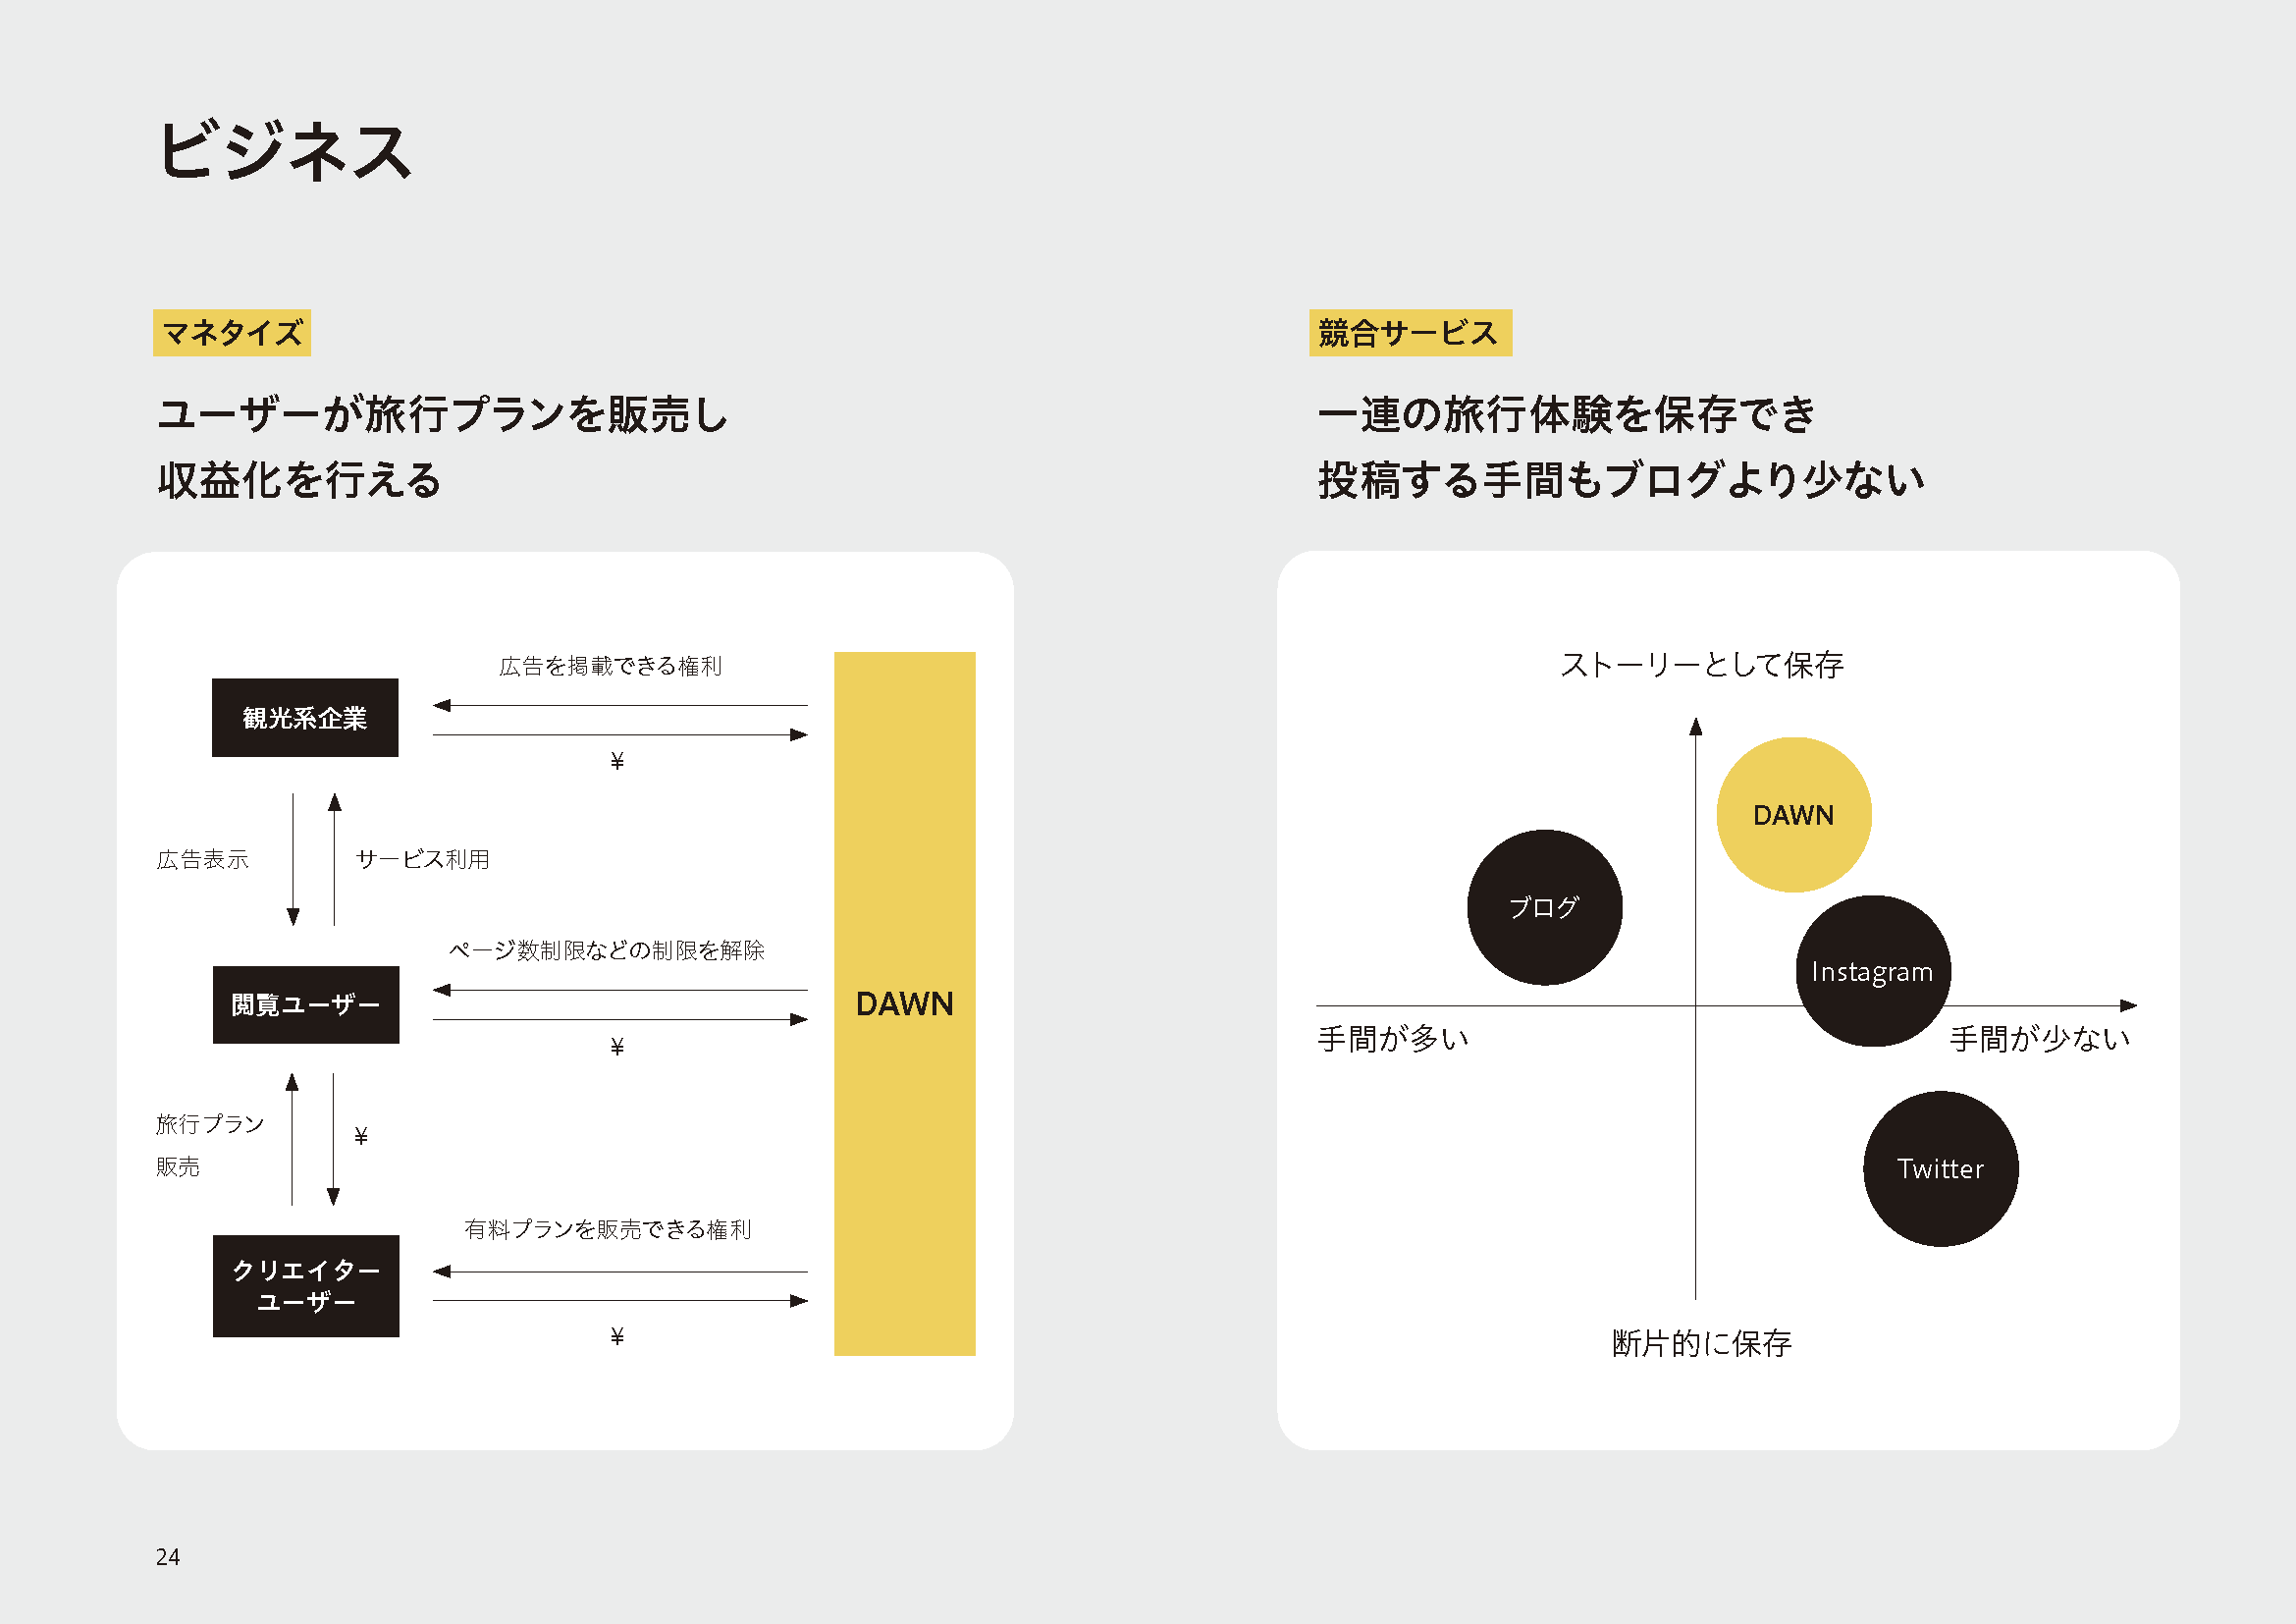 ビジネス
マネタイズ
ユーザーが旅行プランを販売し
収益化を行える
広告を掲載できる権利
観光系企業
¥
広告表示
サービス利用
ページ数制限などの制限を解除
閲覧ユーザー
¥
DAWN
旅行プラン
販売
¥
有料プランを販売できる権利
クリエイター
ユーザー
¥
競合サービス
一連の旅行体験を保存でき
投稿する手間もブログより少ない
ストーリーとして保存
DAWN
ブログ
Instagram
手間が多い
手間が少ない
Twitter
断片的に保存
24